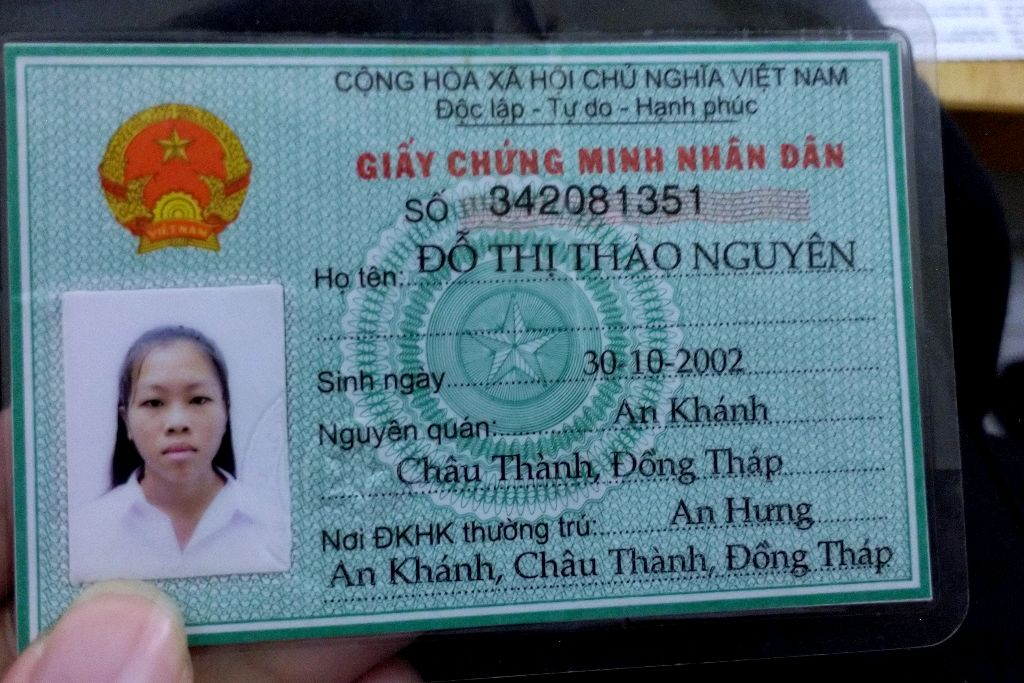 CỘNG HÒA XÃ HỘI CHỦ NGHĨA VIỆT NAM
Độc lập - Tự do - Hạnh phúc
GIẤY CHỨNG MINH NHÂN DÂN
SỐ 342081351
Họ tên: ĐỖ THỊ THẢO NGUYÊN
Sinh ngày 30-10-2002
Nguyên quán: An Khánh
Châu Thành, Đồng Tháp
Nơi ĐKHK thường trú: An Hưng
An Khánh, Châu Thành, Đồng Tháp
VIỆT NAM